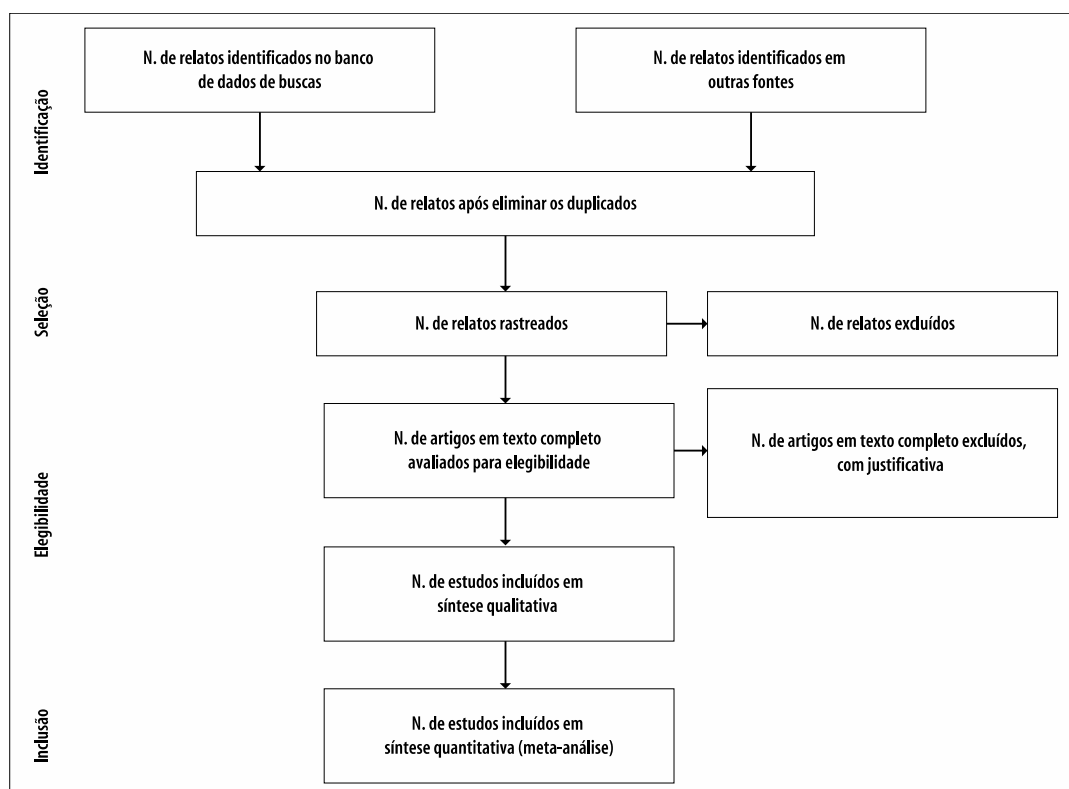 Identificação
N. de relatos identificados no banco
de dados de buscas
N. de relatos identificados em
outras fontes
N. de relatos após eliminar os duplicados
Seleção
N. de relatos rastreados
N. de relatos excluídos
Elegibilidade
N. de artigos em texto completo
avaliados para elegibilidade
N. de artigos em texto completo excluídos,
com justificativa
N. de estudos incluídos em
síntese qualitativa
Inclusão
N. de estudos incluídos em
síntese quantitativa (meta-análise)